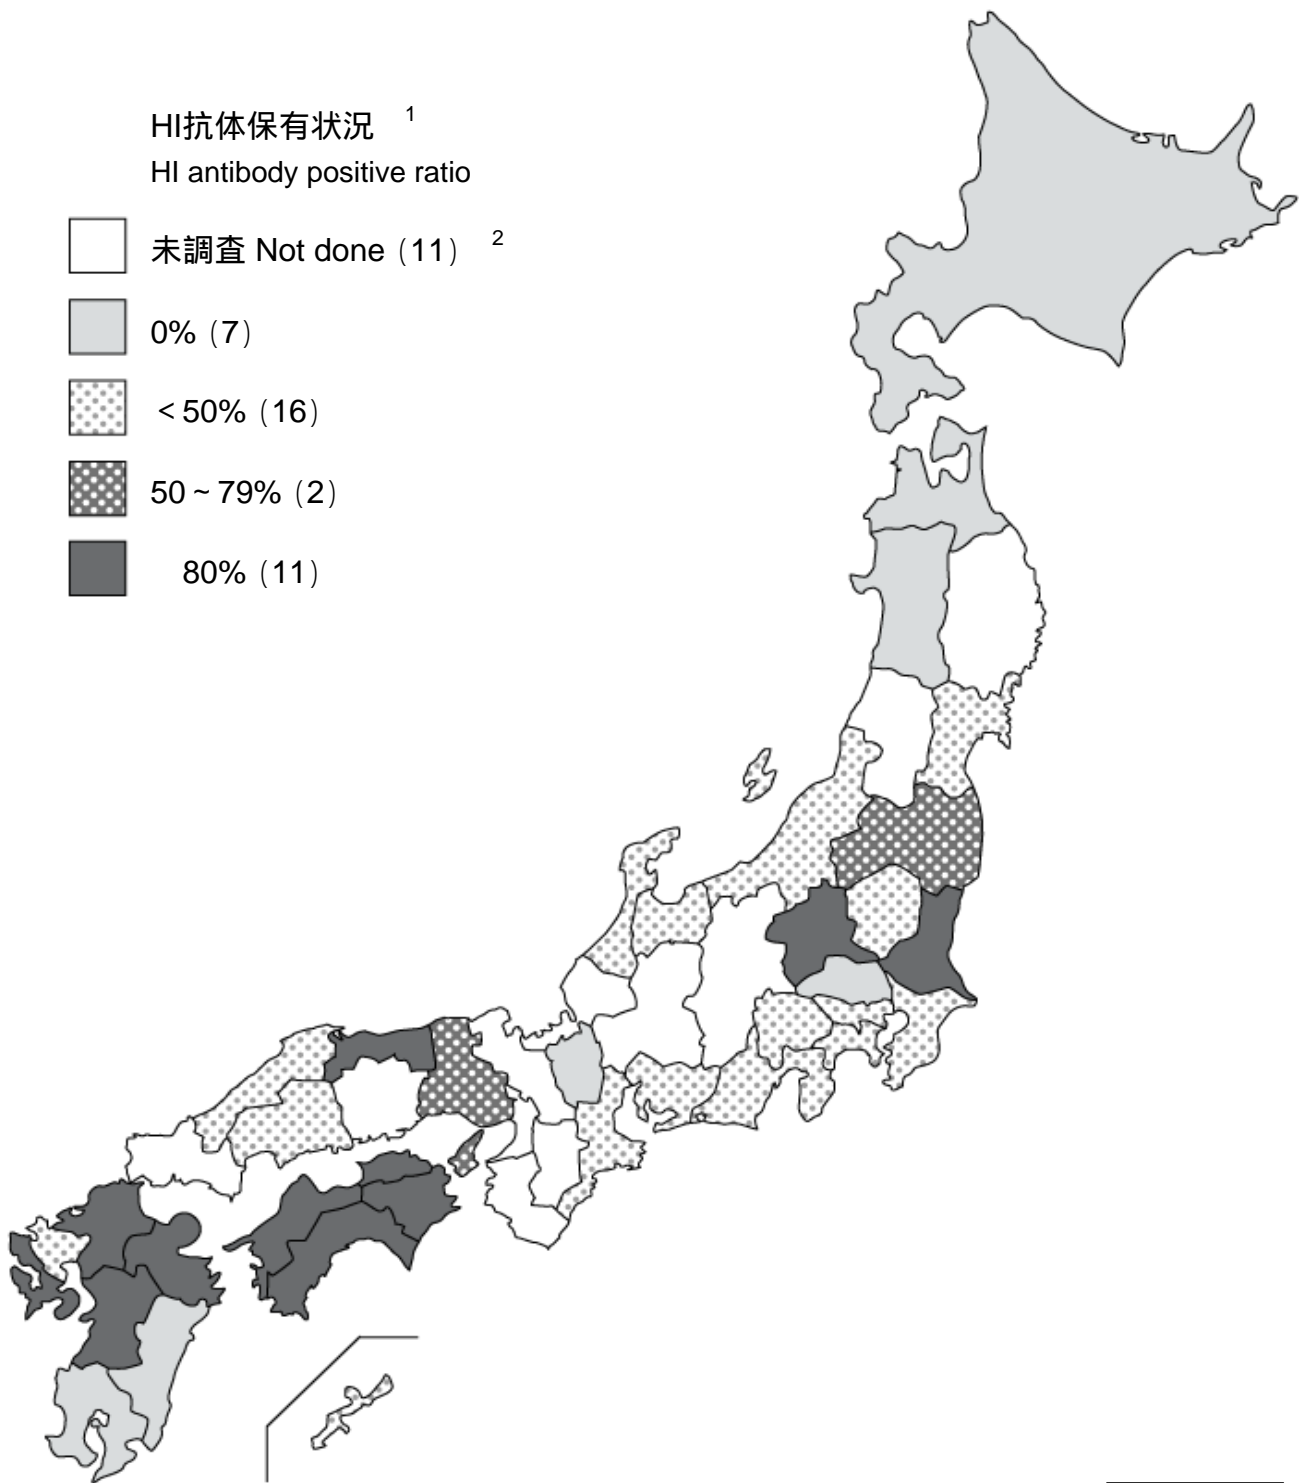 HI抗体保有状況 1
HI antibody positive ratio
未調査 Not done (11) 2
0% (7)
<50% (16)
50~79% (2)
80% (11)